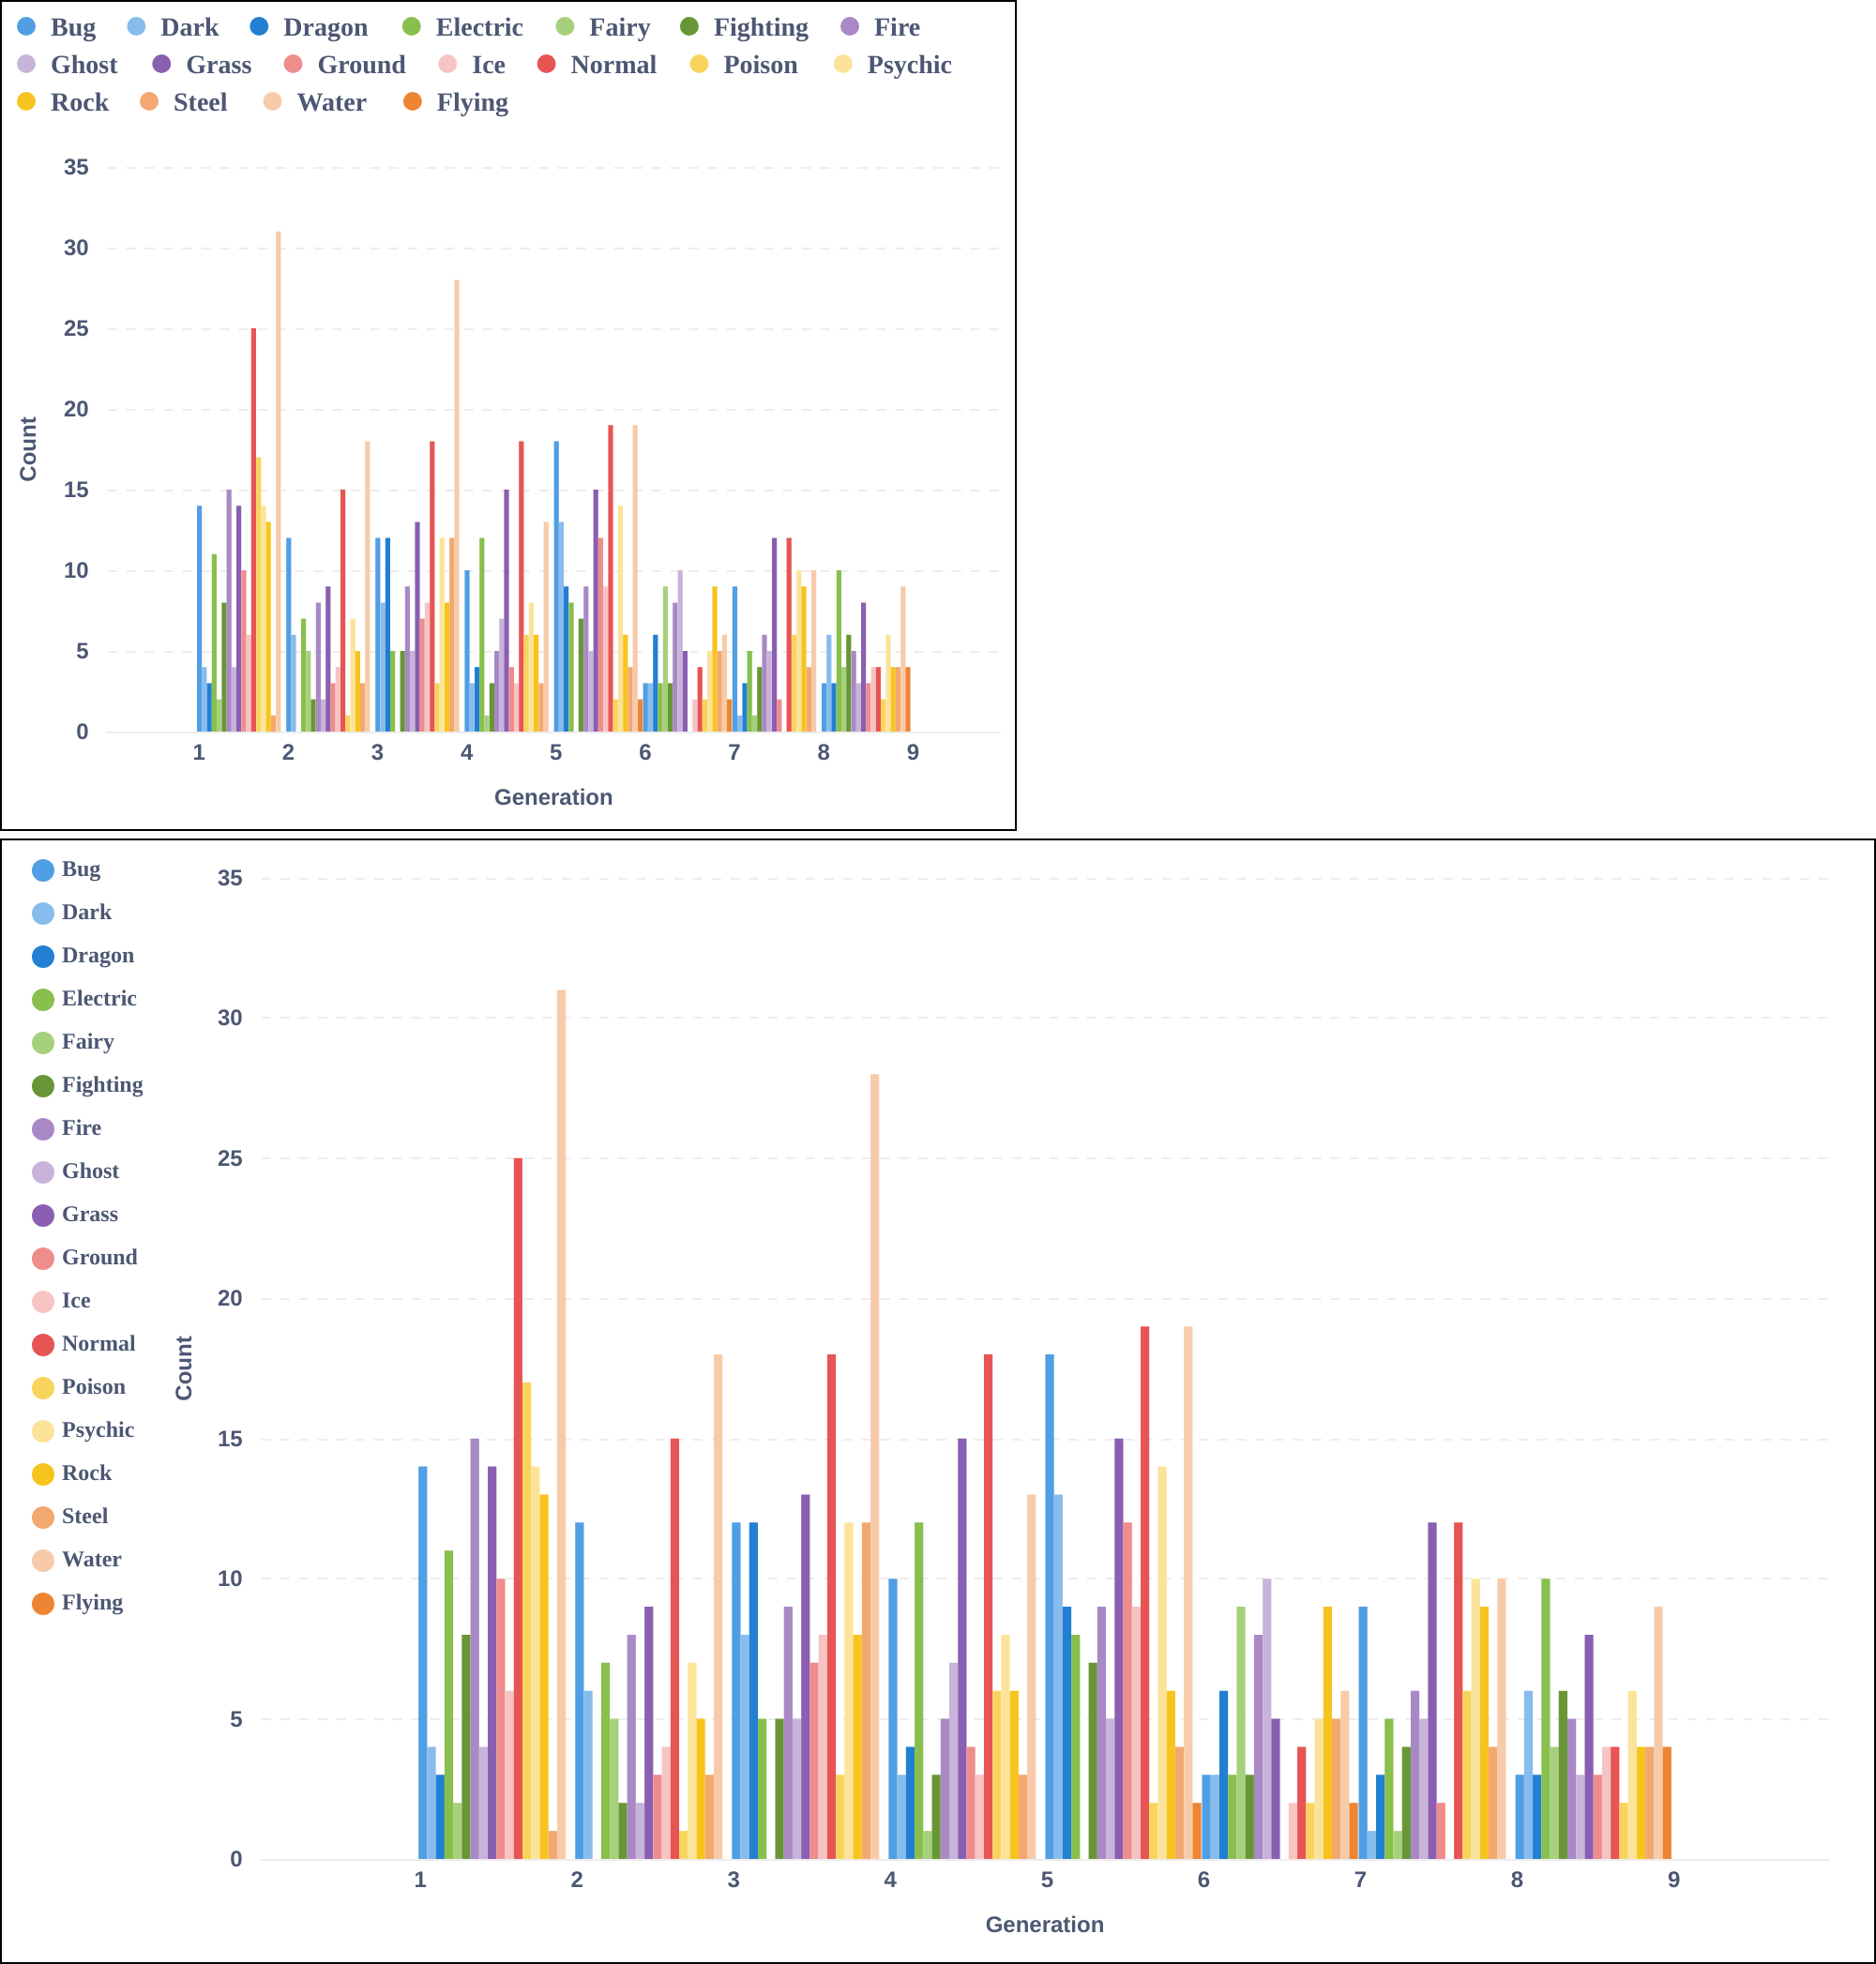 Bug Dark Dragon Electric Fairy Fighting Fire
Ghost Grass Ground Ice Normal Poison Psychic
Rock Steel Water Flying
35
30
25
20
15
10
5
0
Count
1 2 3 4 5 6 7 8 9
Generation
Bug
Dark
Dragon
Electric
Fairy
Fighting
Fire
Ghost
Grass
Ground
Ice
Normal
Poison
Psychic
Rock
Steel
Water
Flying
Count
35
30
25
20
15
10
5
0
1 2 3 4 5 6 7 8 9
Generation